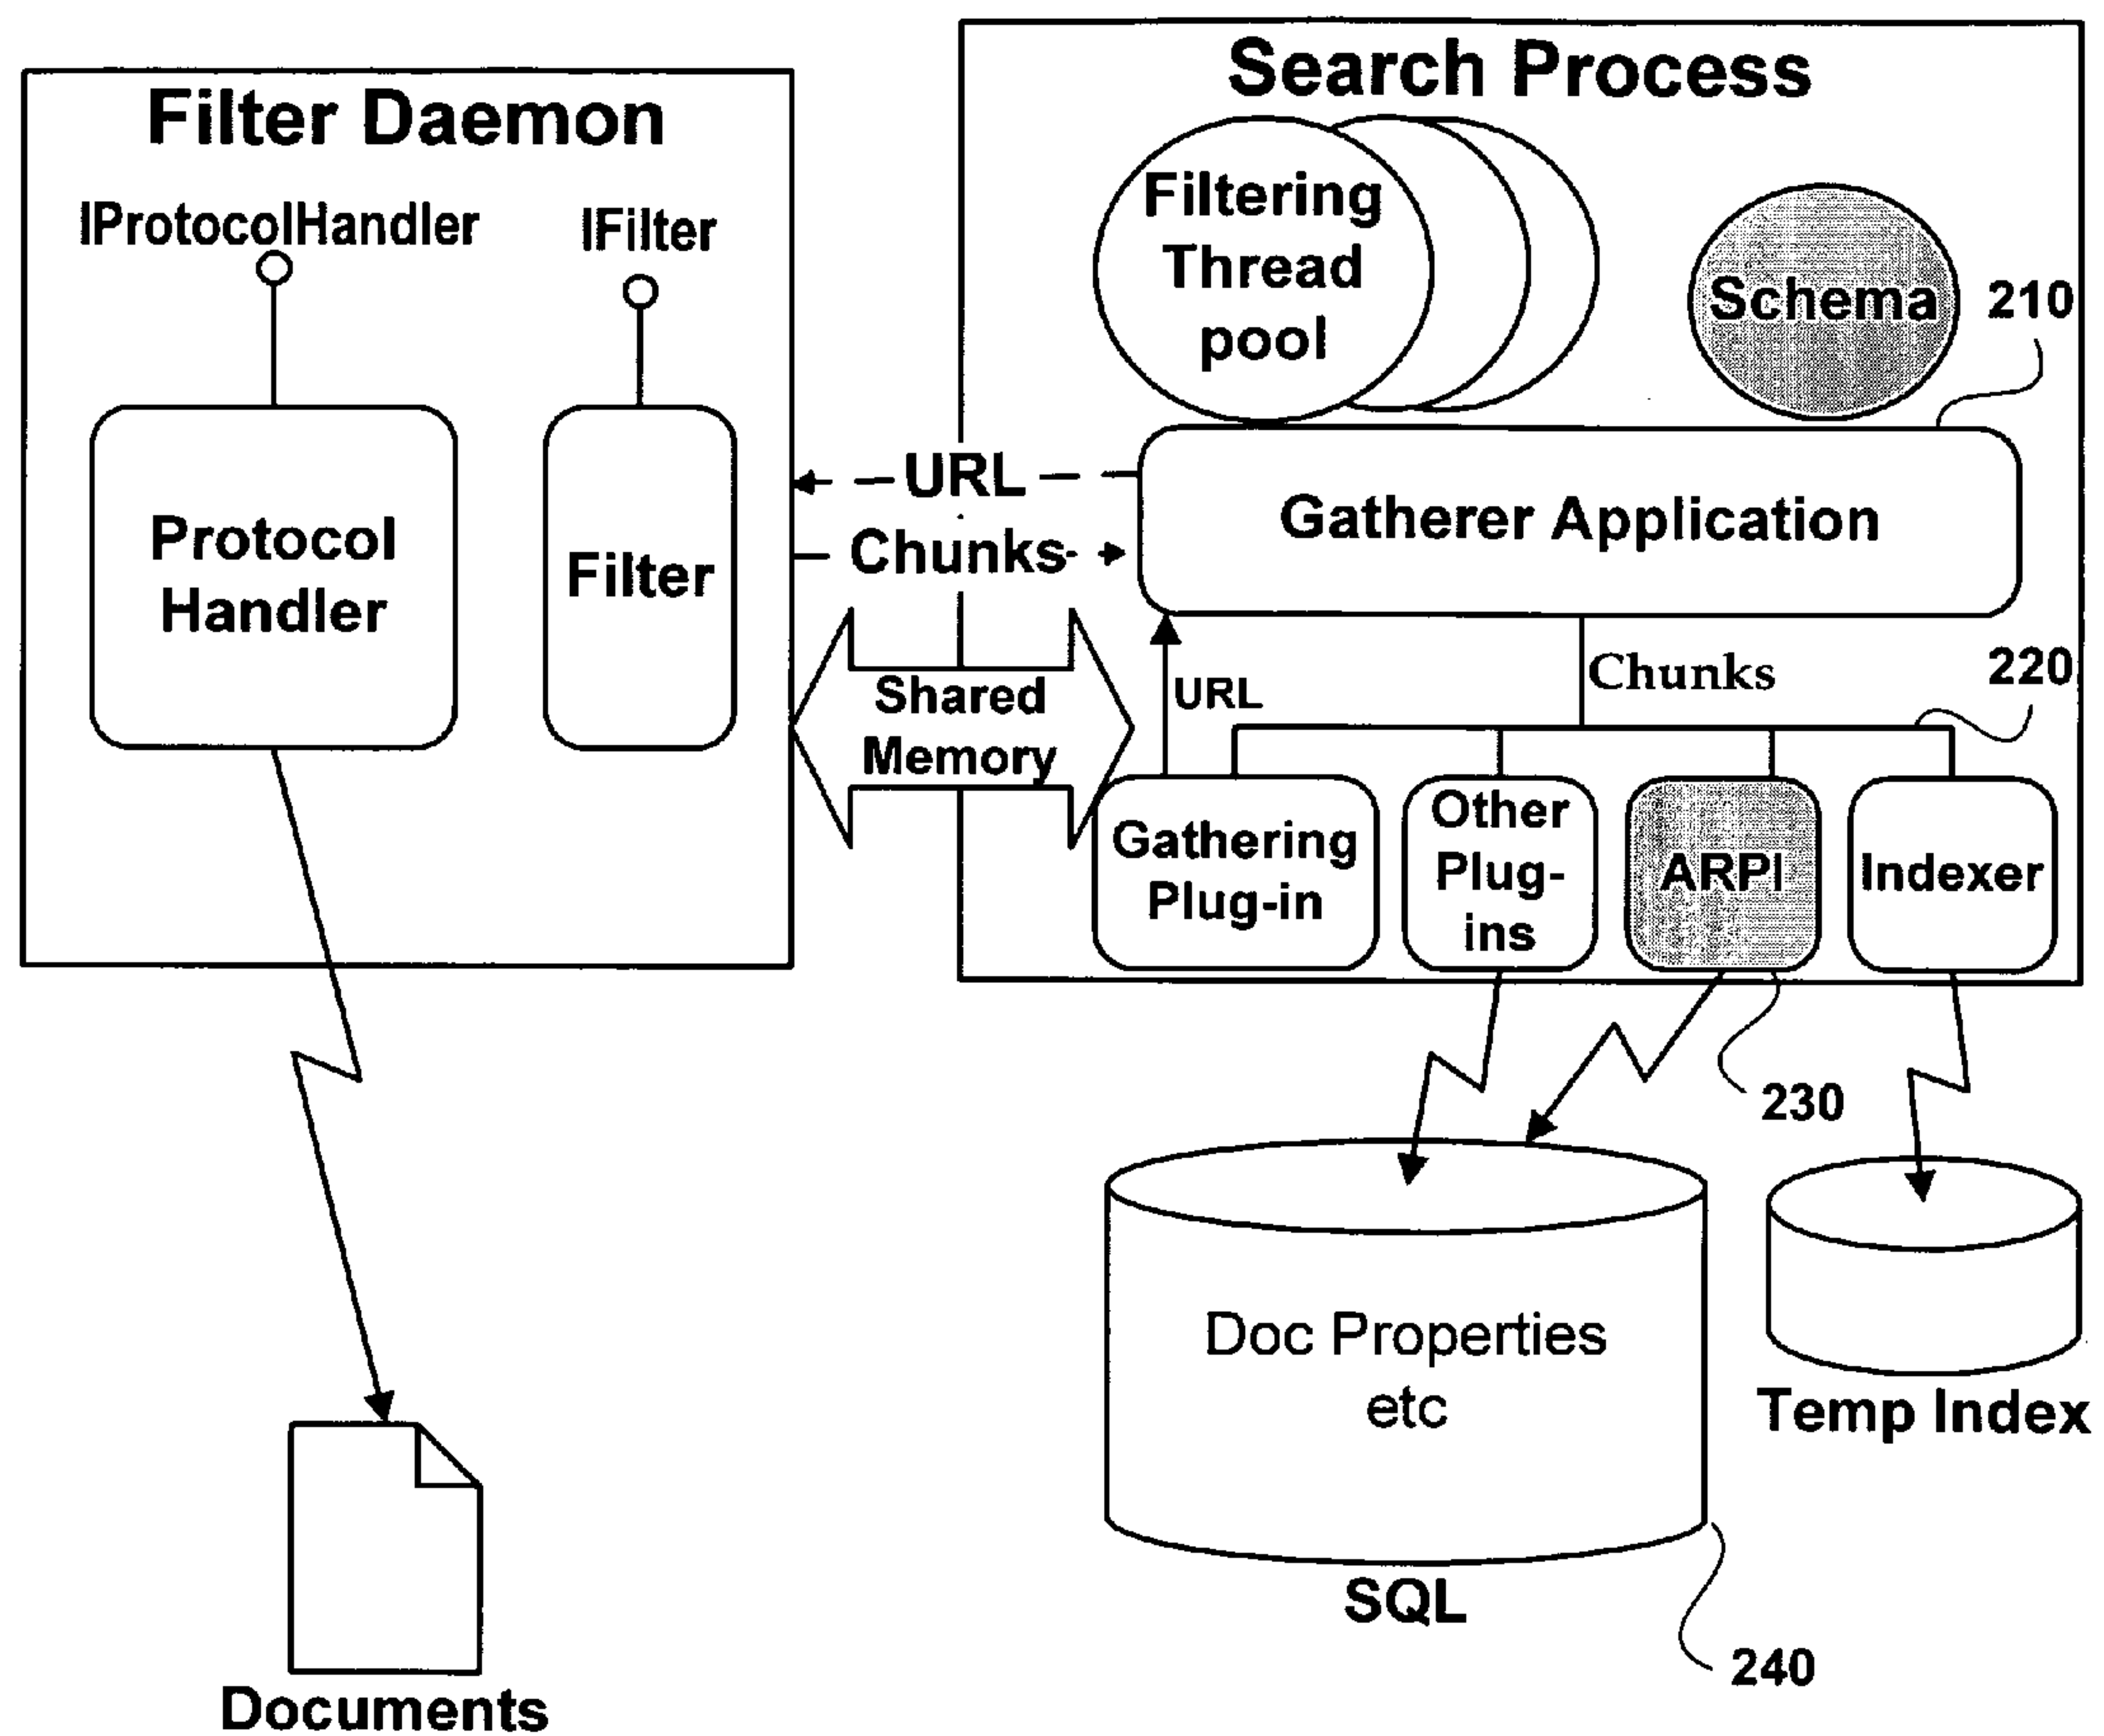 Search Process
Filter Daemon
IProtocolHandler
IFilter
Filtering
Thread
pool
Schema
210
URL
Chunks
Gatherer Application
Protocol
Handler
Filter
Shared
Memory
URL
Chunks
220
Gathering
Plug-in
Other
Plug-
ins
ARPI
Indexer
230
Doc Properties
etc
Temp Index
SQL
240
Documents